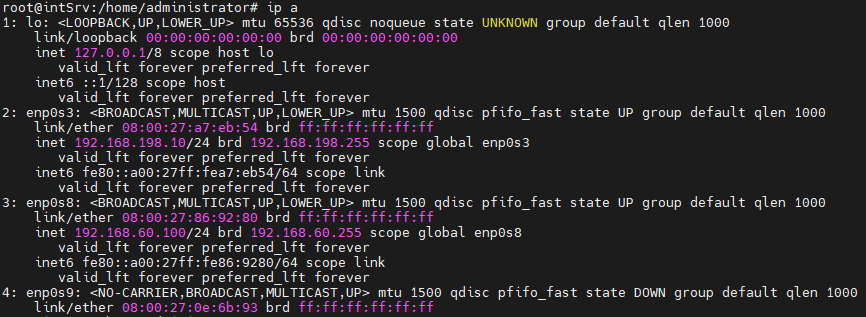 root@intSrv:/home/administrator# ip a
1: lo: <LOOPBACK,UP,LOWER_UP> mtu 65536 qdisc noqueue state UNKNOWN group default qlen 1000
    link/loopback 00:00:00:00:00:00 brd 00:00:00:00:00:00
    inet 127.0.0.1/8 scope host lo
       valid_lft forever preferred_lft forever
    inet6 ::1/128 scope host
       valid_lft forever preferred_lft forever
2: enp0s3: <BROADCAST,MULTICAST,UP,LOWER_UP> mtu 1500 qdisc pfifo_fast state UP group default qlen 1000
    link/ether 08:00:27:a7:eb:54 brd ff:ff:ff:ff:ff:ff
    inet 192.168.198.10/24 brd 192.168.198.255 scope global enp0s3
       valid_lft forever preferred_lft forever
    inet6 fe80::a00:27ff:fea7:eb54/64 scope link
       valid_lft forever preferred_lft forever
3: enp0s8: <BROADCAST,MULTICAST,UP,LOWER_UP> mtu 1500 qdisc pfifo_fast state UP group default qlen 1000
    link/ether 08:00:27:86:92:80 brd ff:ff:ff:ff:ff:ff
    inet 192.168.60.100/24 brd 192.168.60.255 scope global enp0s8
       valid_lft forever preferred_lft forever
    inet6 fe80::a00:27ff:fe86:9280/64 scope link
       valid_lft forever preferred_lft forever
4: enp0s9: <NO-CARRIER,BROADCAST,MULTICAST,UP> mtu 1500 qdisc pfifo_fast state DOWN group default qlen 1000
    link/ether 08:00:27:0e:6b:93 brd ff:ff:ff:ff:ff:ff